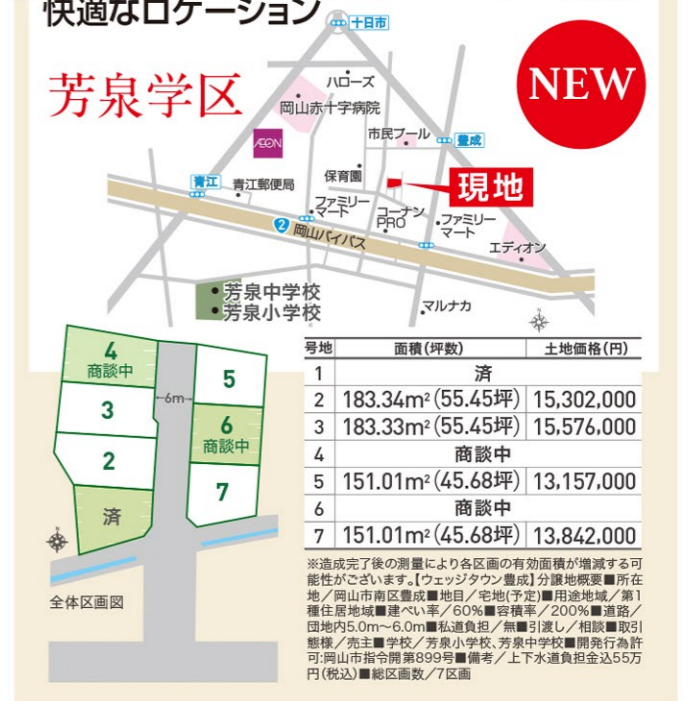 快適なロケーション
芳泉学区
NEW
十日市
ハローズ
岡山赤十字病院
市民プール
豊成
ÆON
保育園
現地
青江
青江郵便局
ファミリー
マート
コーナン
PRO
ファミリー
マート
2 岡山バイパス
エディオン
芳泉中学校
芳泉小学校
マルナカ
4
商談中
3
2
済
6m
5
6
商談中
7
全体区画図
号地 面積(坪数) 土地価格(円)
1 済
2 183.34m²(55.45坪) 15,302,000
3 183.33m²(55.45坪) 15,576,000
4 商談中
5 151.01m²(45.68坪) 13,157,000
6 商談中
7 151.01m²(45.68坪) 13,842,000
※造成完了後の測量により各区画の有効面積が増減する可
能性がございます。【ウェッジタウン豊成】分譲地概要■所在
地/岡山市南区豊成■地目/宅地(予定)■用途地域/第1
種住居地域■建ぺい率/60%■容積率/200%■道路/
団地内5.0m〜6.0m■私道負担/無■引渡し/相談■取引
態様/売主■学校/芳泉小学校、芳泉中学校■開発行為許
可:岡山市指令開第899号■備考/上下水道負担金込55万
円(税込)■総区画数/7区画